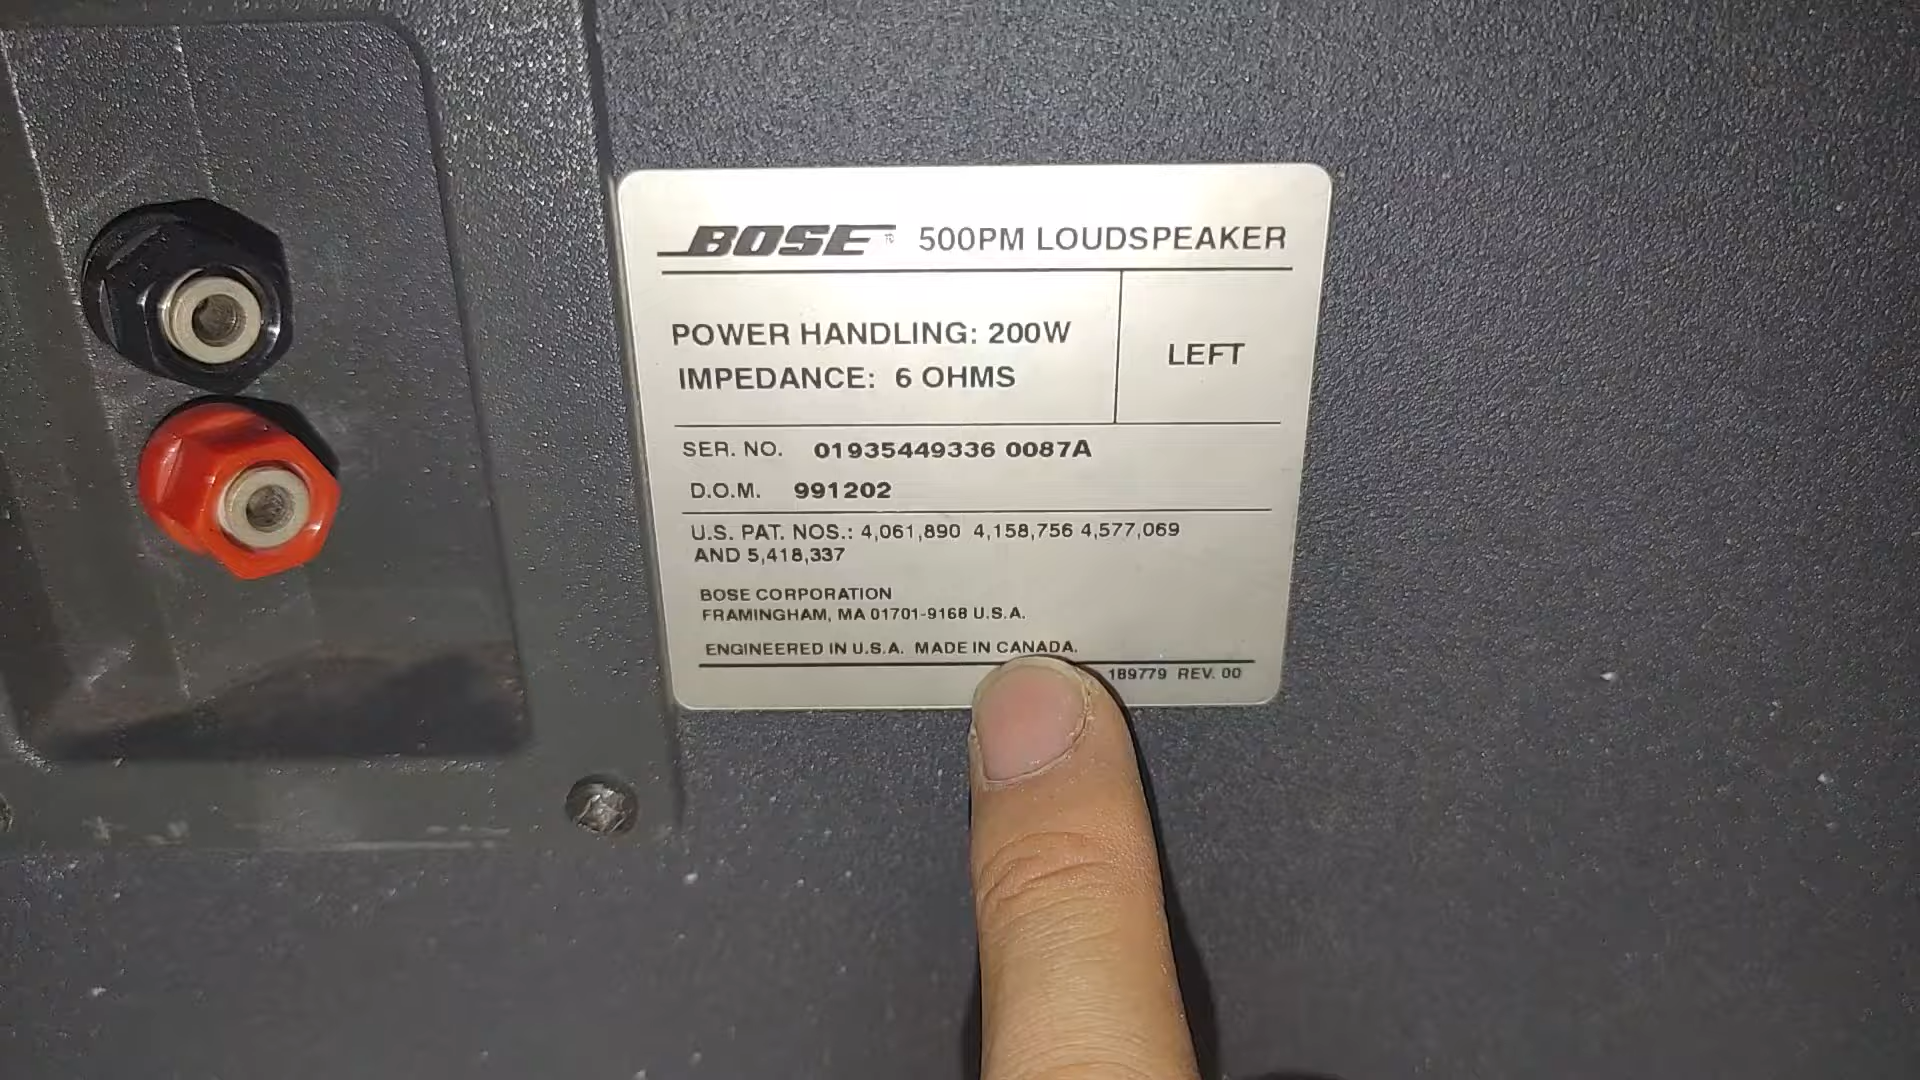 BOSE 500PM LOUDSPEAKER
POWER HANDLING: 200W
IMPEDANCE: 6 OHMS
LEFT
SER. NO. 01935449336 0087A
D.O.M. 991202
U.S. PAT. NOS.: 4,061,890 4,158,756 4,577,069
AND 5,418,337
BOSE CORPORATION
FRAMINGHAM, MA 01701-9168 U.S.A.
ENGINEERED IN U.S.A. MADE IN CANADA.
189779 REV. 00